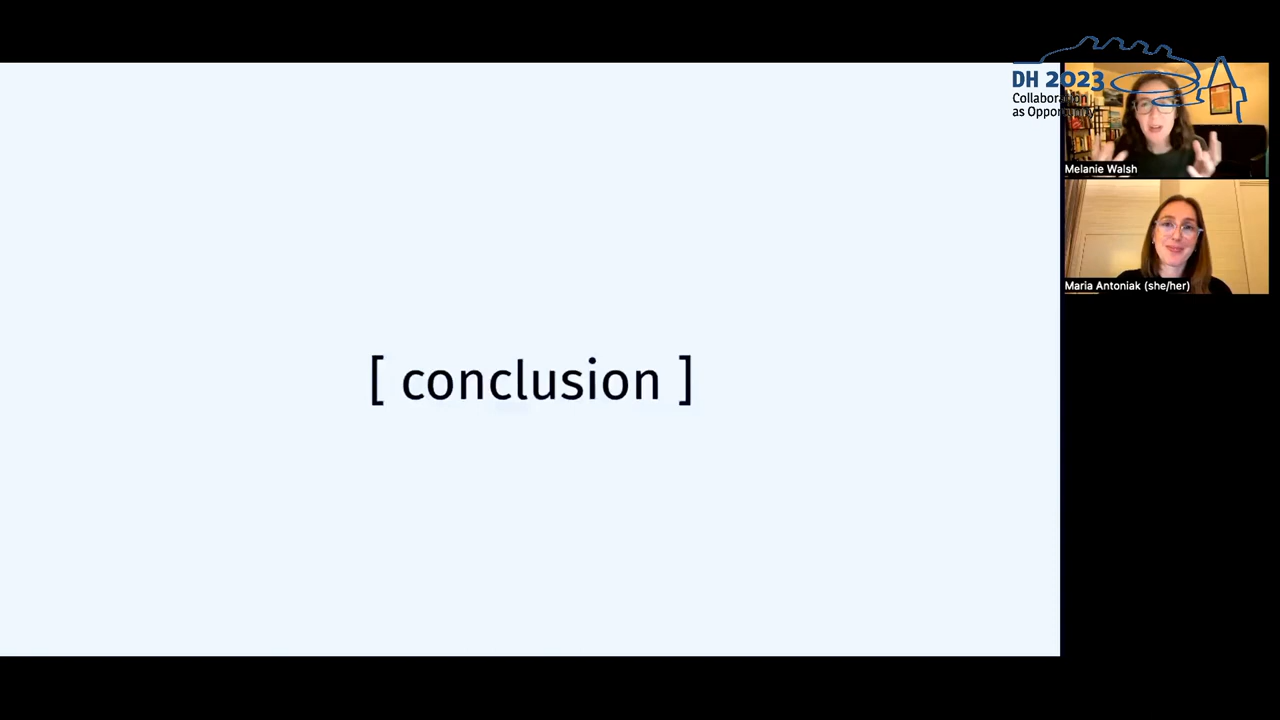 DH 2023
Collaboration
as Opportunity
Melanie Walsh
Maria Antoniak (she/her)
[ conclusion ]